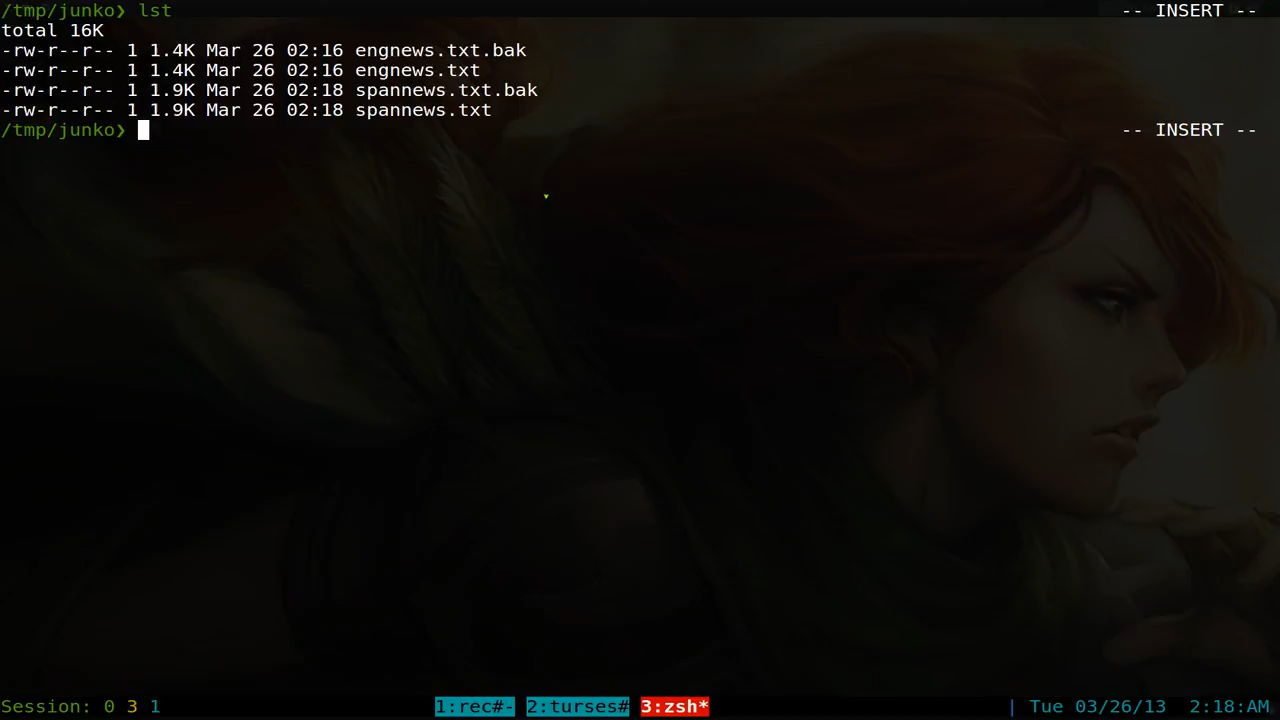 /tmp/junko❯ lst -- INSERT --
total 16K
-rw-r--r-- 1 1.4K Mar 26 02:16 engnews.txt.bak
-rw-r--r-- 1 1.4K Mar 26 02:16 engnews.txt
-rw-r--r-- 1 1.9K Mar 26 02:18 spannews.txt.bak
-rw-r--r-- 1 1.9K Mar 26 02:18 spannews.txt
/tmp/junko❯ -- INSERT --
Session: 0 3 1 1:rec#- 2:turses# 3:zsh* | Tue 03/26/13 2:18:AM